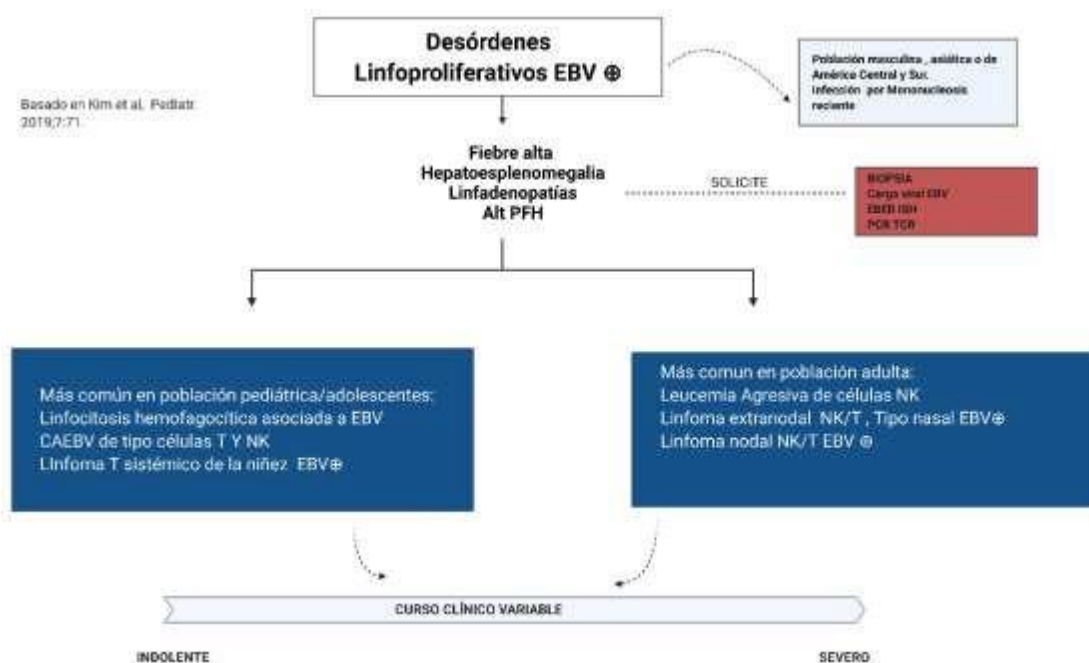 Desórdenes
Linfoproliferativos EBV ⊕
Población masculina , asiática o de
América Central y Sur.
Infección por Mononucleosis
reciente
Basado en Kim et al. Pediatr.
2019;7:71.
Fiebre alta
Hepatoesplenomegalia
Linfadenopatías
Alt PFH
SOLICITE
BIOPSIA
Carga viral EBV
EBER ISH
PCR TCR
Más común en población pediátrica/adolescentes:
Linfocitosis hemofagocítica asociada a EBV
CAEBV de tipo células T Y NK
LInfoma T sistémico de la niñez EBV⊕
Más comun en población adulta:
Leucemia Agresiva de células NK
Linfoma extranodal NK/T , Tipo nasal EBV⊕
Linfoma nodal NK/T EBV ⊕
CURSO CLÍNICO VARIABLE
INDOLENTE
SEVERO